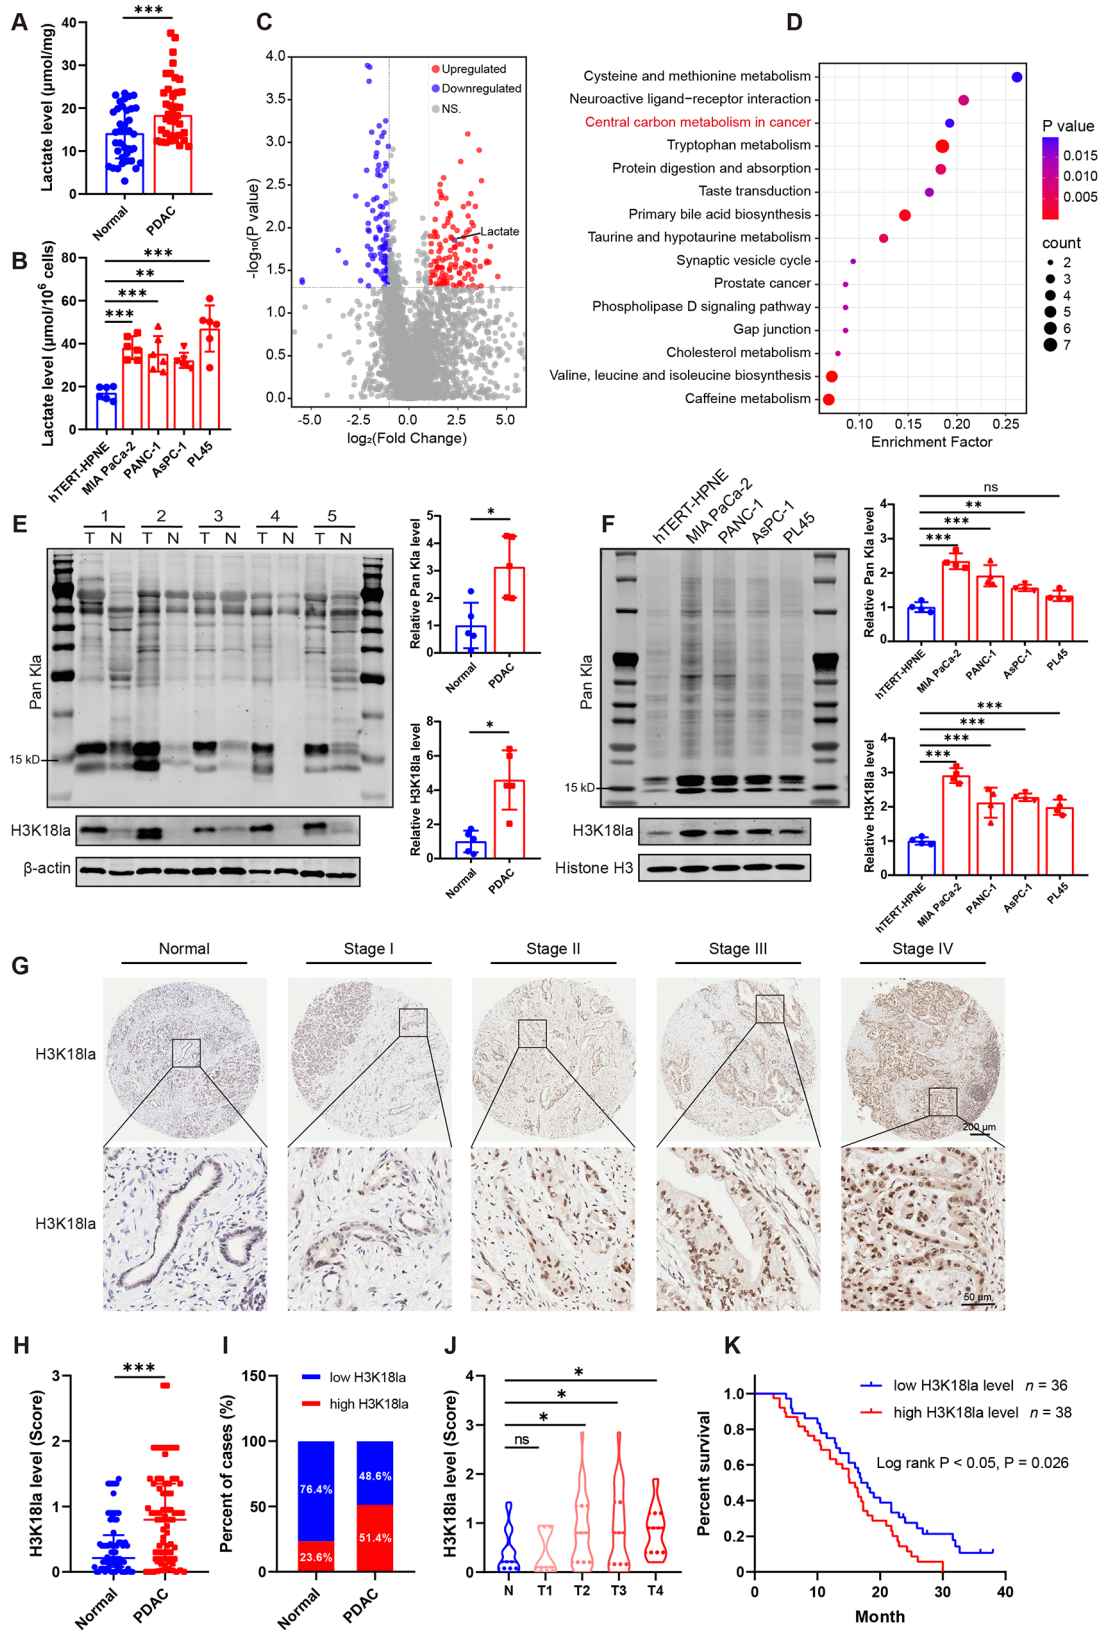 A
***
Lactate level (μmol/mg)
40
30
20
10
0
Normal
PDAC
B
***
**
***
***
Lactate level (μmol/10⁶ cells)
80
60
40
20
0
hTERT-HPNE
MIA PaCa-2
PANC-1
AsPC-1
PL45
C
4.0
3.5
3.0
2.5
2.0
1.5
1.0
0.5
0.0
-log₁₀(P value)
Upregulated
Downregulated
NS.
Lactate
-5.0
-2.5
0.0
2.5
5.0
log₂(Fold Change)
D
Cysteine and methionine metabolism
Neuroactive ligand−receptor interaction
Central carbon metabolism in cancer
Tryptophan metabolism
Protein digestion and absorption
Taste transduction
Primary bile acid biosynthesis
Taurine and hypotaurine metabolism
Synaptic vesicle cycle
Prostate cancer
Phospholipase D signaling pathway
Gap junction
Cholesterol metabolism
Valine, leucine and isoleucine biosynthesis
Caffeine metabolism
0.10
0.15
0.20
0.25
Enrichment Factor
P value
0.015
0.010
0.005
count
2
3
4
5
6
7
E
1 2 3 4 5
T N T N T N T N T N
Pan Kla
15 kD
H3K18la
β-actin
Relative Pan Kla level
5
4
3
2
1
0
*
Normal
PDAC
Relative H3K18la level
8
6
4
2
0
*
Normal
PDAC
F
hTERT-HPNE
MIA PaCa-2
PANC-1
AsPC-1
PL45
Pan Kla
15 kD
H3K18la
Histone H3
Relative Pan Kla level
4
3
2
1
0
ns
**
***
***
hTERT-HPNE
MIA PaCa-2
PANC-1
AsPC-1
PL45
Relative H3K18la level
4
3
2
1
0
***
***
***
***
hTERT-HPNE
MIA PaCa-2
PANC-1
AsPC-1
PL45
G
Normal
Stage I
Stage II
Stage III
Stage IV
H3K18la
200 μm
H3K18la
50 μm
H
***
H3K18la level (Score)
3
2
1
0
Normal
PDAC
I
low H3K18la
high H3K18la
Percent of cases (%)
150
100
50
0
76.4%
23.6%
48.6%
51.4%
Normal
PDAC
J
H3K18la level (Score)
4
3
2
1
0
*
*
*
ns
N
T1
T2
T3
T4
K
low H3K18la level n = 36
high H3K18la level n = 38
Log rank P < 0.05, P = 0.026
Percent survival
1.0
0.8
0.6
0.4
0.2
0
0
10
20
30
40
Month